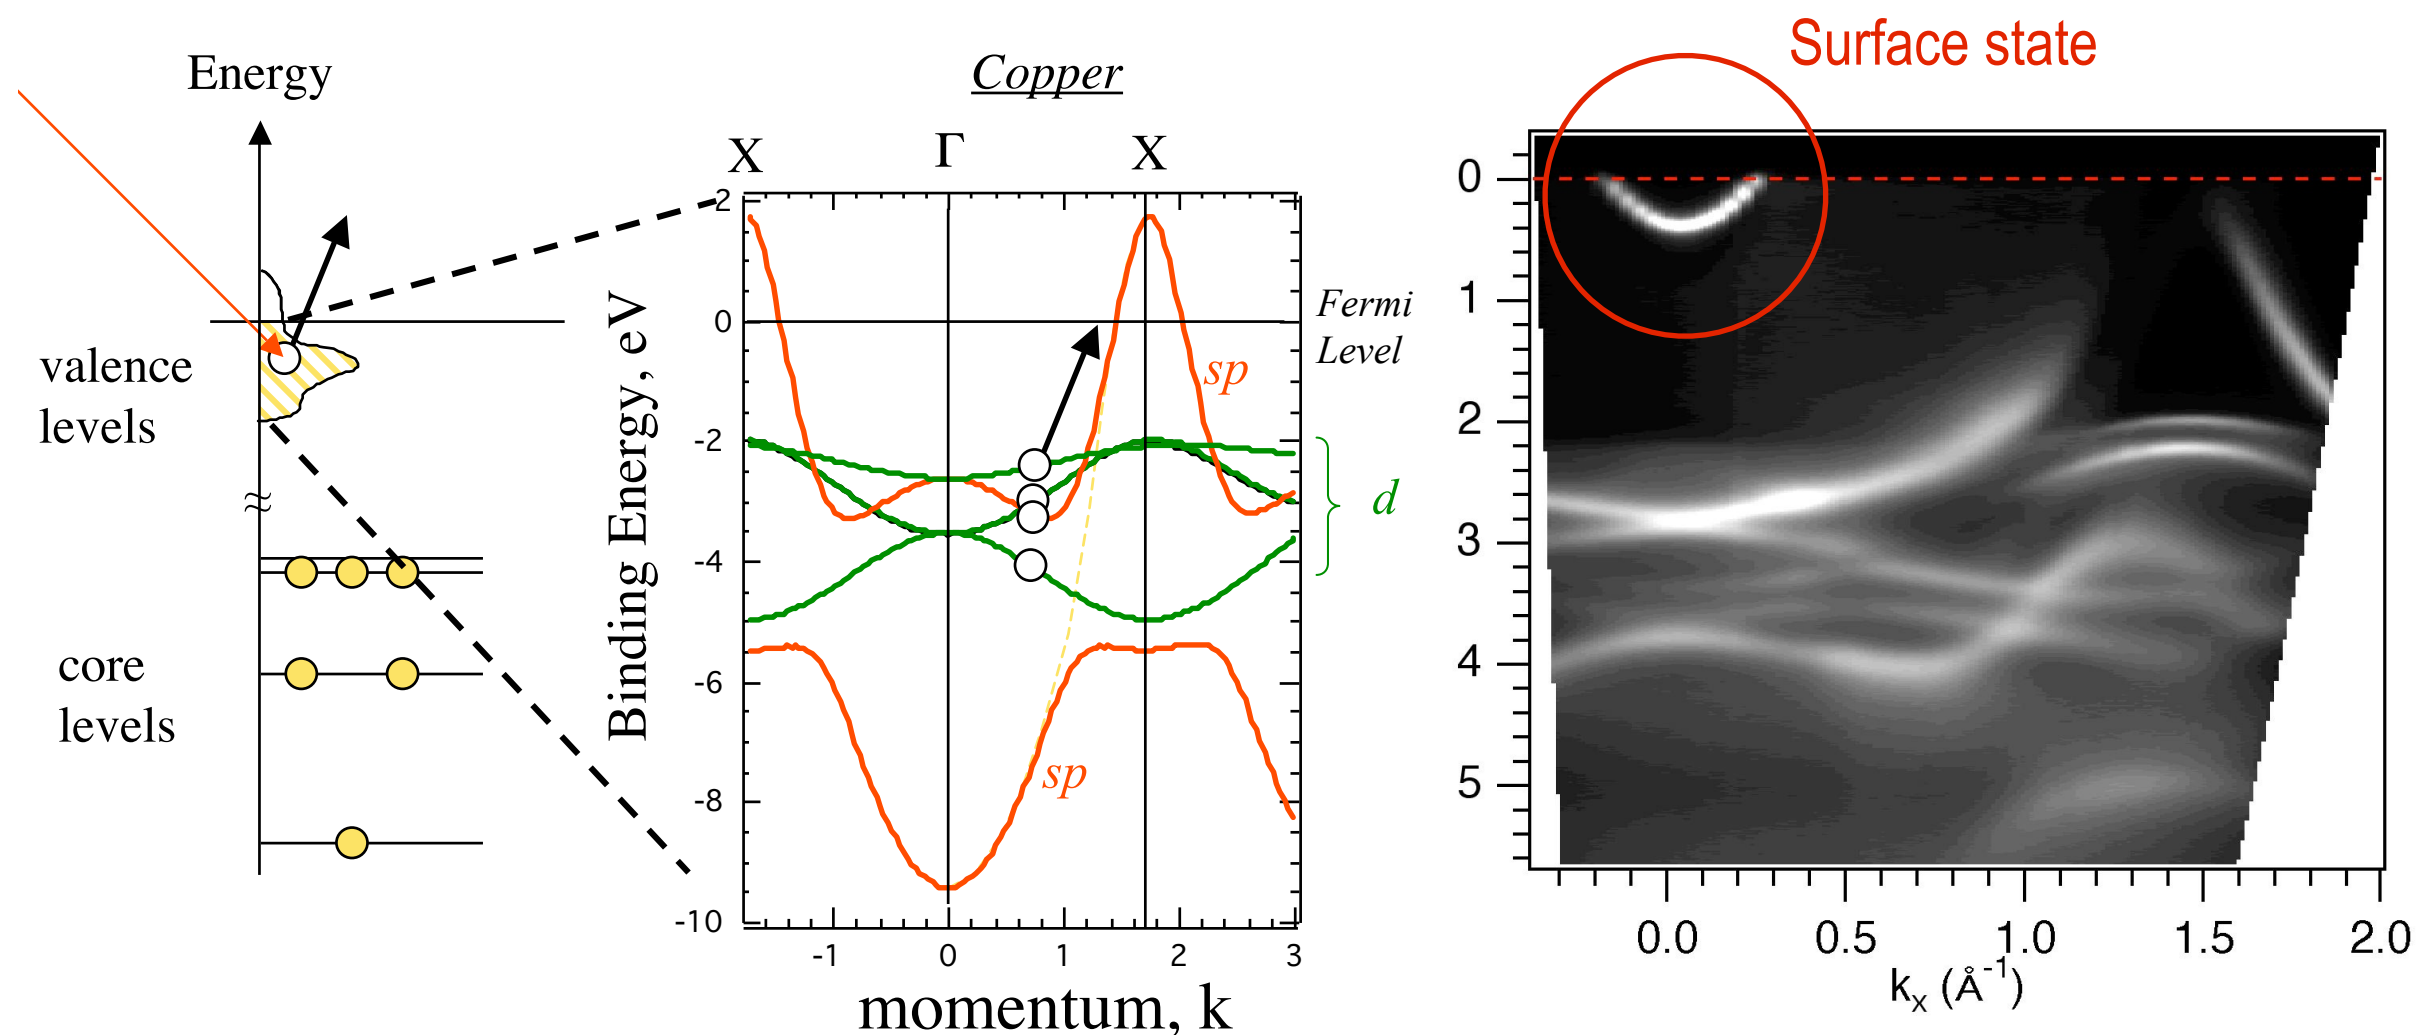 Energy
valence
levels
≈
core
levels
Copper
X Γ X
2
0
-2
-4
-6
-8
-10
Binding Energy, eV
sp
sp
Fermi
Level
d
-1 0 1 2 3
momentum, k
Surface state
0
1
2
3
4
5
0.0 0.5 1.0 1.5 2.0
kₓ (Å⁻¹)